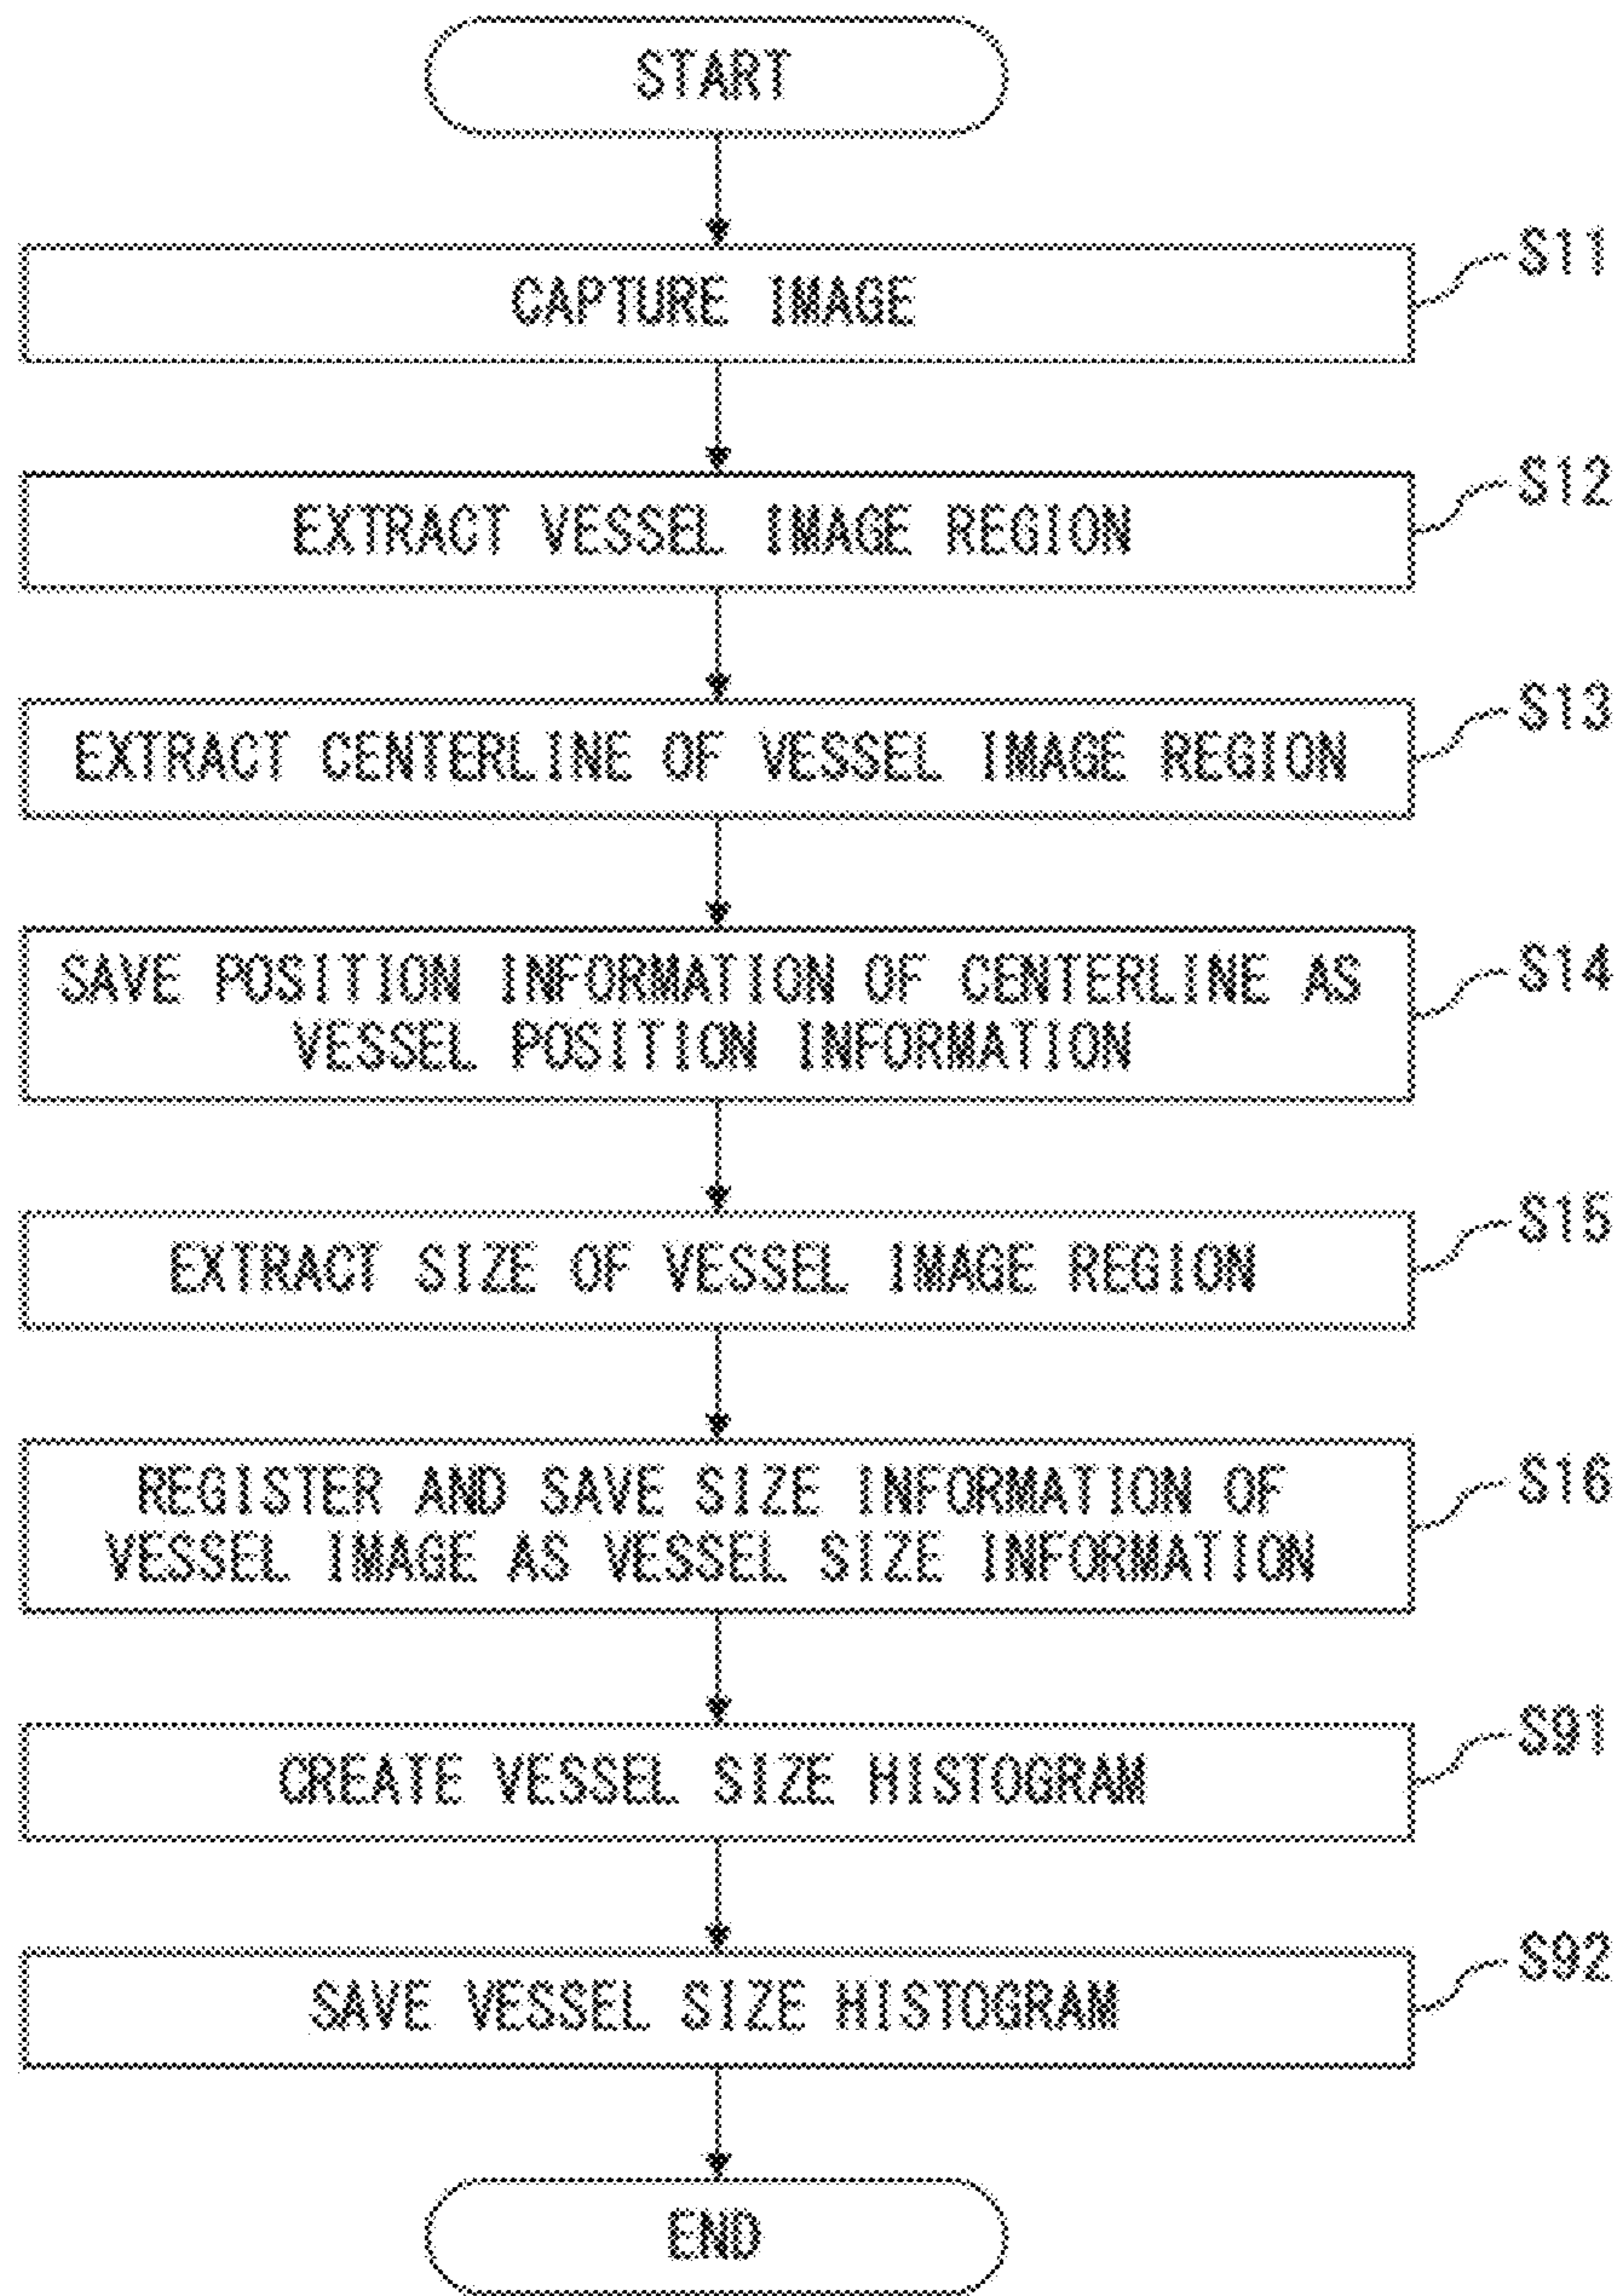 START
CAPTURE IMAGE
S11
EXTRACT VESSEL IMAGE REGION
S12
EXTRACT CENTERLINE OF VESSEL IMAGE REGION
S13
SAVE POSITION INFORMATION OF CENTERLINE AS
VESSEL POSITION INFORMATION
S14
EXTRACT SIZE OF VESSEL IMAGE REGION
S15
REGISTER AND SAVE SIZE INFORMATION OF
VESSEL IMAGE AS VESSEL SIZE INFORMATION
S16
CREATE VESSEL SIZE HISTOGRAM
S91
SAVE VESSEL SIZE HISTOGRAM
S92
END